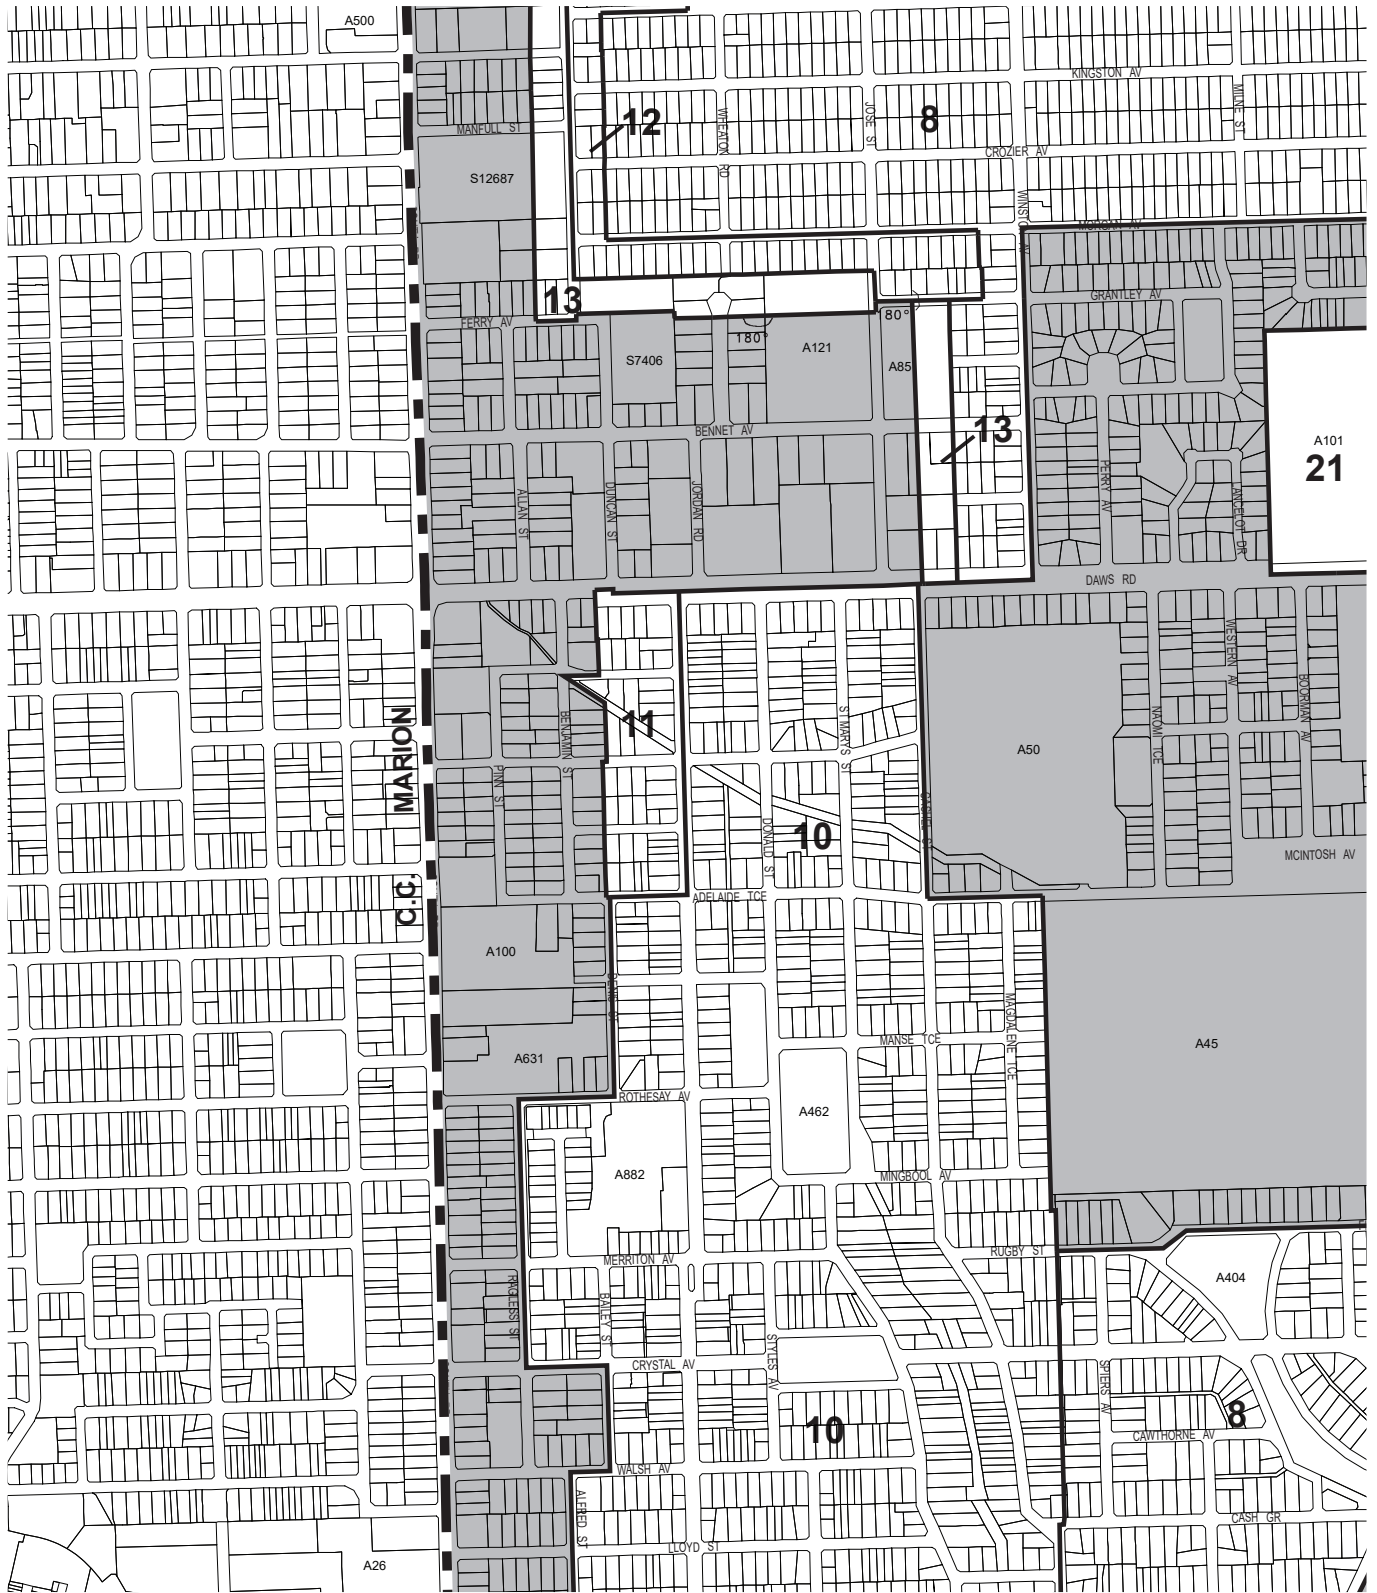 A500
KINGSTON AV
MILNE ST
WHEATON RD
JOSE ST
12
8
MANFULL ST
CROZIER AV
S12687
MORGAN AV
13
GRANTLEY AV
FERRY AV
180°
80°
S7406
A121
A85
BENNET AV
13
A101
21
PERRY AV
LANCELOT DR
ALLAN ST
DUNCAN ST
JORDAN RD
DAWS RD
WESTERN AV
BOORMAN AV
NAOMI TCE
11
BENJAMIN ST
ST MARYS ST
A50
C.C. MARION
PINN ST
DONALD ST
10
MCINTOSH AV
ADELAIDE TCE
A100
MAGDALENE TCE
MANSE TCE
A45
A631
ROTHESAY AV
A462
A882
MINGBOOL AV
MERRITON AV
RUGBY ST
A404
RAGLESS ST
BAILEY ST
STYLES AV
CRYSTAL AV
SPIERS AV
8
10
CAWTHORNE AV
WALSH AV
ALFRED ST
CASH GR
LLOYD ST
A26